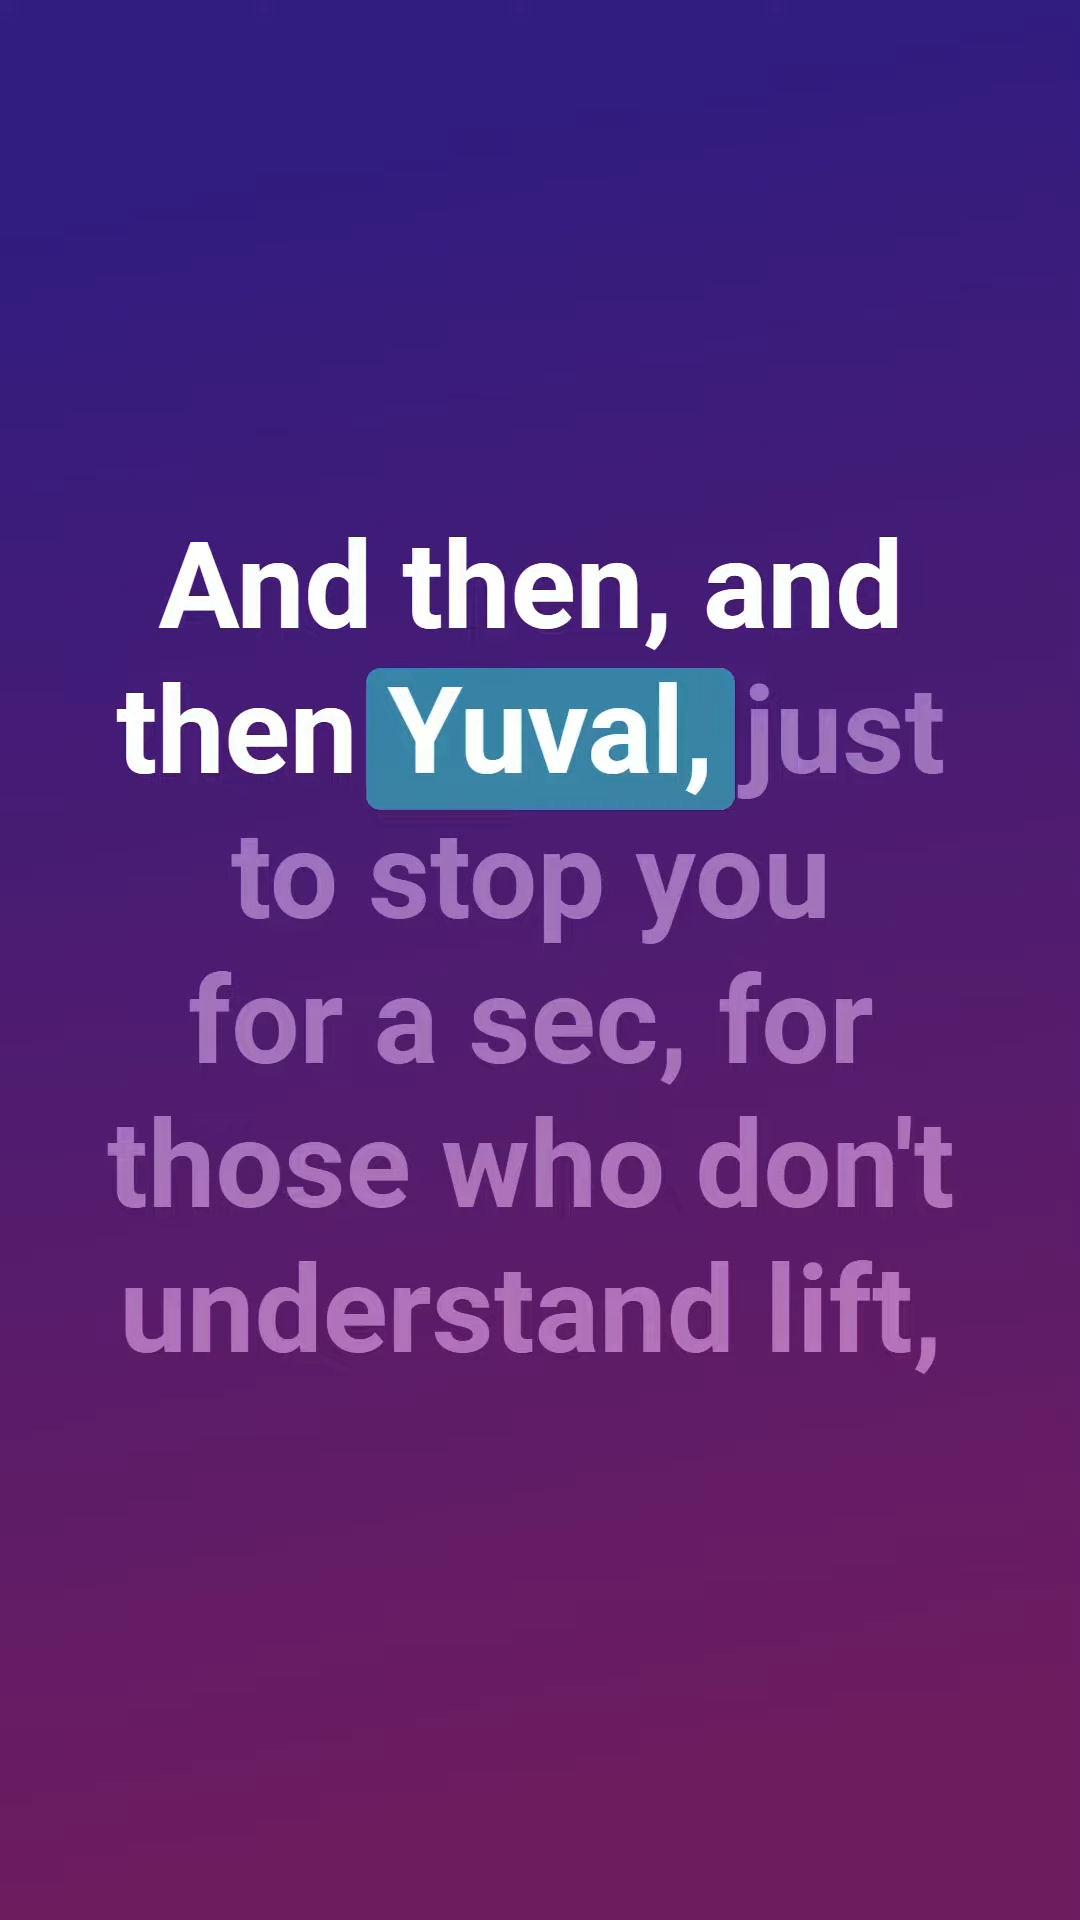 And then, and
then Yuval, just
to stop you
for a sec, for
those who don't
understand lift,